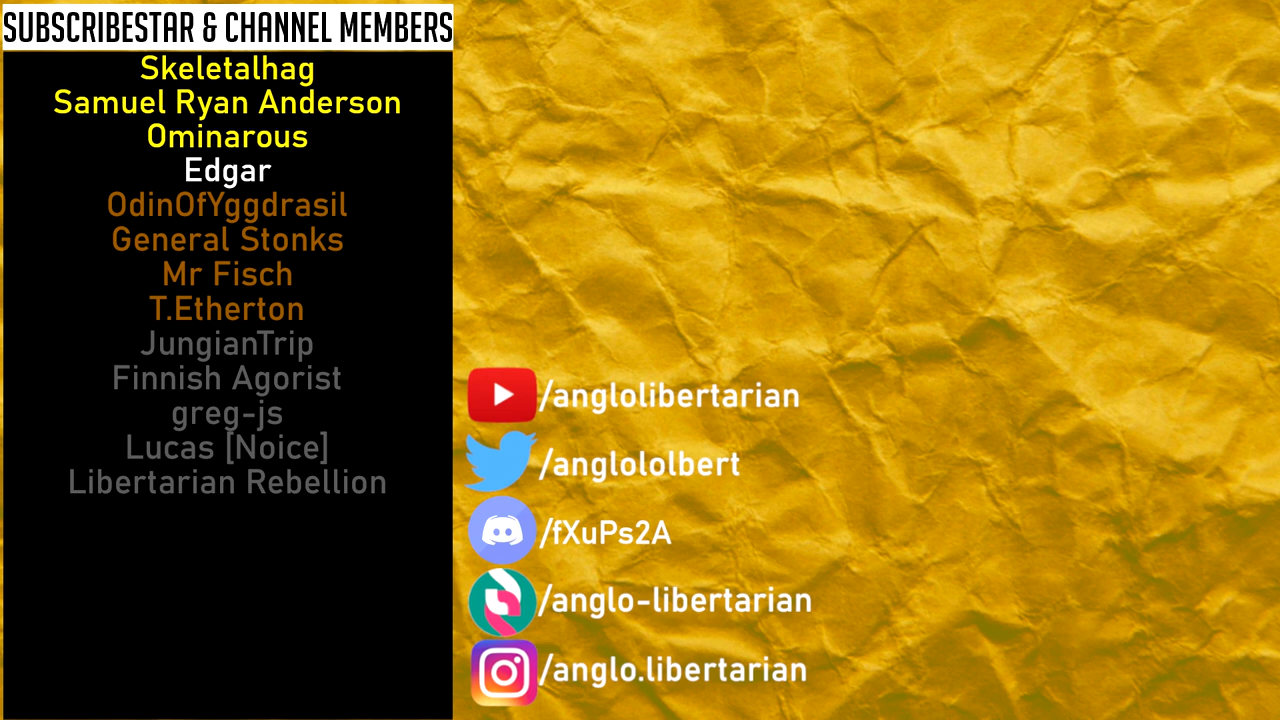 SUBSCRIBESTAR & CHANNEL MEMBERS
Skeletalhag
Samuel Ryan Anderson
Ominarous
Edgar
OdinOfYggdrasil
General Stonks
Mr Fisch
T.Etherton
JungianTrip
Finnish Agorist
greg-js
Lucas [Noice]
Libertarian Rebellion
/anglolibertarian
/anglololbert
/fXuPs2A
/anglo-libertarian
/anglo.libertarian